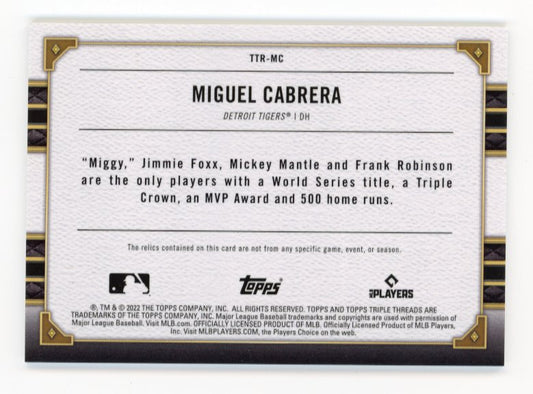 TTR-MC
MIGUEL CABRERA
DETROIT TIGERS® | DH
"Miggy," Jimmie Foxx, Mickey Mantle and Frank Robinson
are the only players with a World Series title, a Triple
Crown, an MVP Award and 500 home runs.
The relics contained on this card are not from any specific game, event, or season.
Topps
MLB PLAYERS
®, TM & © 2022 THE TOPPS COMPANY, INC. ALL RIGHTS RESERVED. TOPPS AND TOPPS TRIPLE THREADS ARE
TRADEMARKS OF THE TOPPS COMPANY, INC. Major League Baseball trademarks and copyrights are used with permission of
Major League Baseball. Visit MLB.com. OFFICIALLY LICENSED PRODUCT OF MLB. Officially Licensed Product of MLB Players,
Inc. Visit MLBPLAYERS.com, the Players Choice on the web.